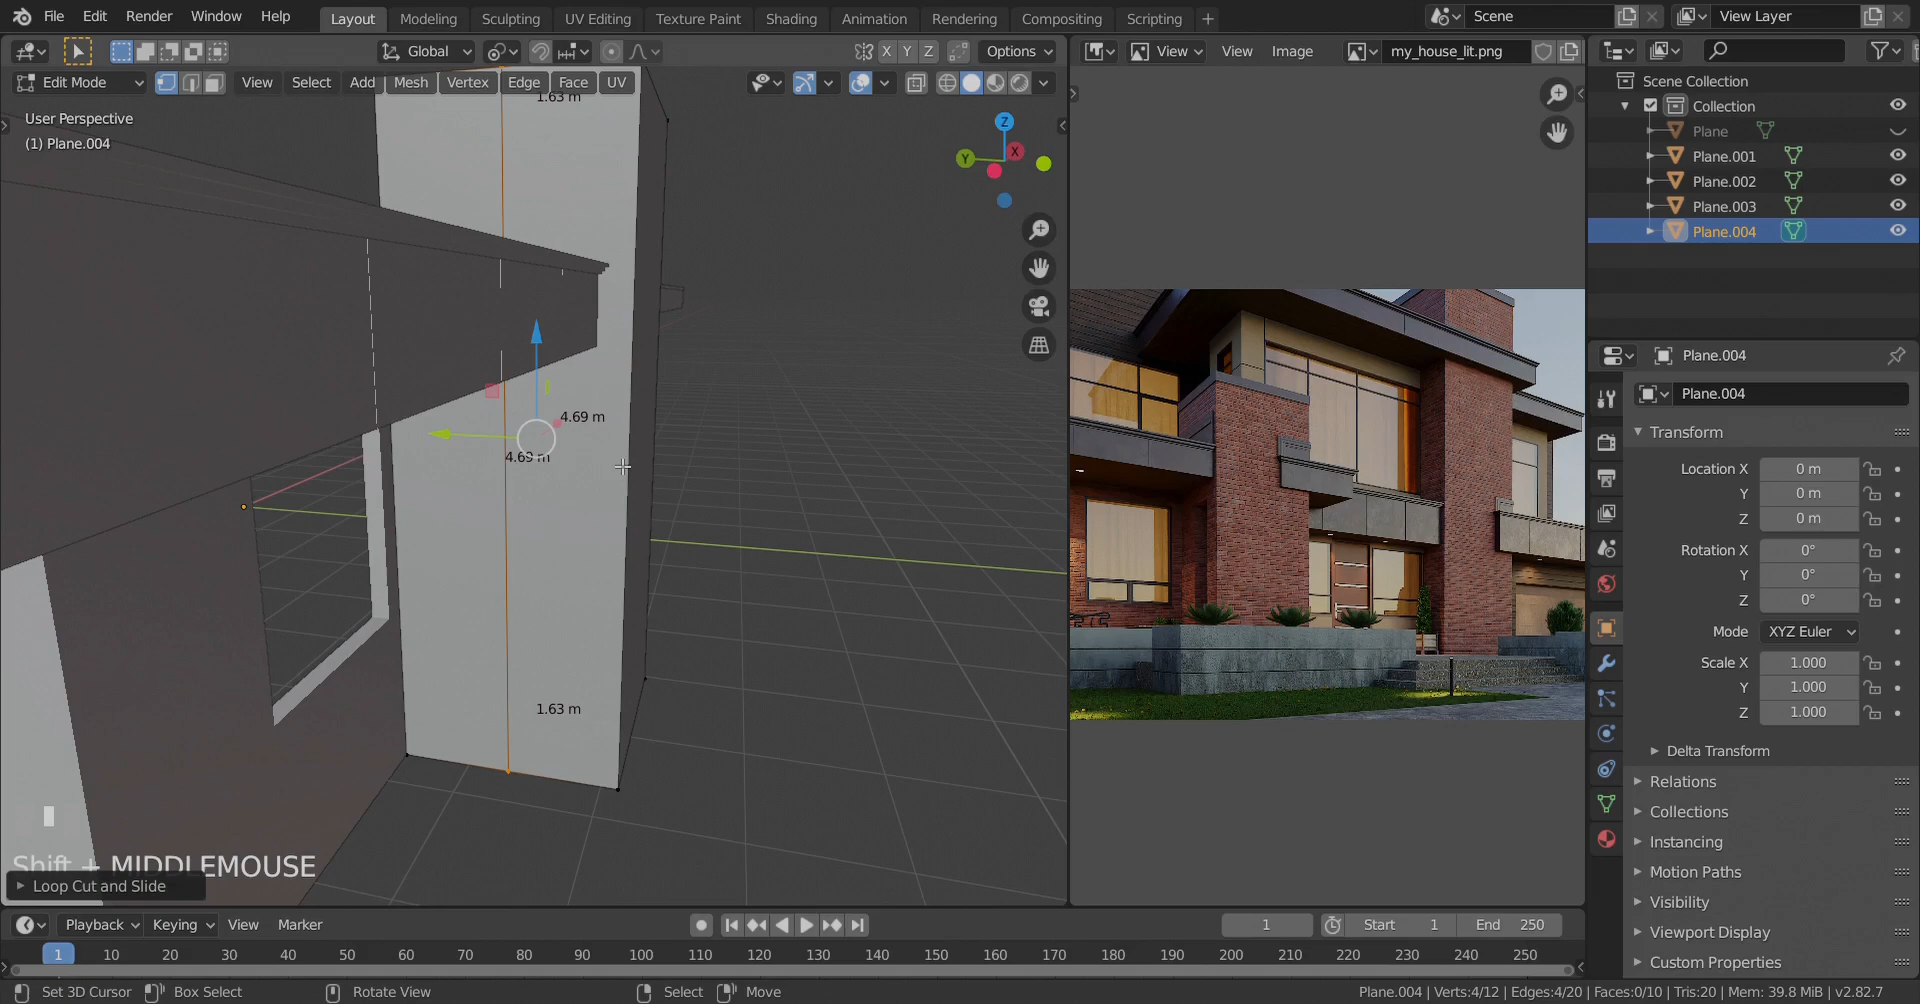 File Edit Render Window Help Layout Modeling Sculpting UV Editing Texture Paint Shading Animation Rendering Compositing Scripting + Scene View Layer
Global X Y Z Options View View Image my_house_lit.png
Edit Mode View Select Add Mesh Vertex Edge Face UV
User Perspective
(1) Plane.004
1.63 m
Z
Y X
4.69 m
4.69 m
1.63 m
Shift + MIDDLEMOUSE
Loop Cut and Slide
Scene Collection
Collection
Plane
Plane.001
Plane.002
Plane.003
Plane.004
Plane.004
Plane.004
Transform
Location X 0 m
Y 0 m
Z 0 m
Rotation X 0°
Y 0°
Z 0°
Mode XYZ Euler
Scale X 1.000
Y 1.000
Z 1.000
Delta Transform
Relations
Collections
Instancing
Motion Paths
Visibility
Viewport Display
Custom Properties
Playback Keying View Marker 1 Start 1 End 250
1 10 20 30 40 50 60 70 80 90 100 110 120 130 140 150 160 170 180 190 200 210 220 230 240 250
Set 3D Cursor Box Select Rotate View Select Move Plane.004 | Verts:4/12 | Edges:4/20 | Faces:0/10 | Tris:20 | Mem: 39.8 MiB | v2.82.7